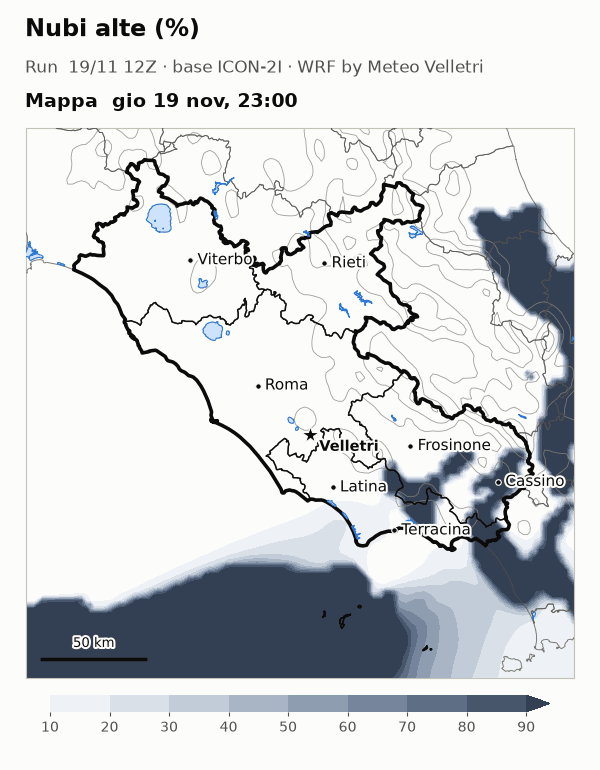 Nubi alte (%)
Run 19/11 12Z · base ICON-2I · WRF by Meteo Velletri
Mappa gio 19 nov, 23:00
Viterbo
Rieti
Roma
Velletri
Frosinone
Cassino
Latina
Terracina
50 km
10 20 30 40 50 60 70 80 90